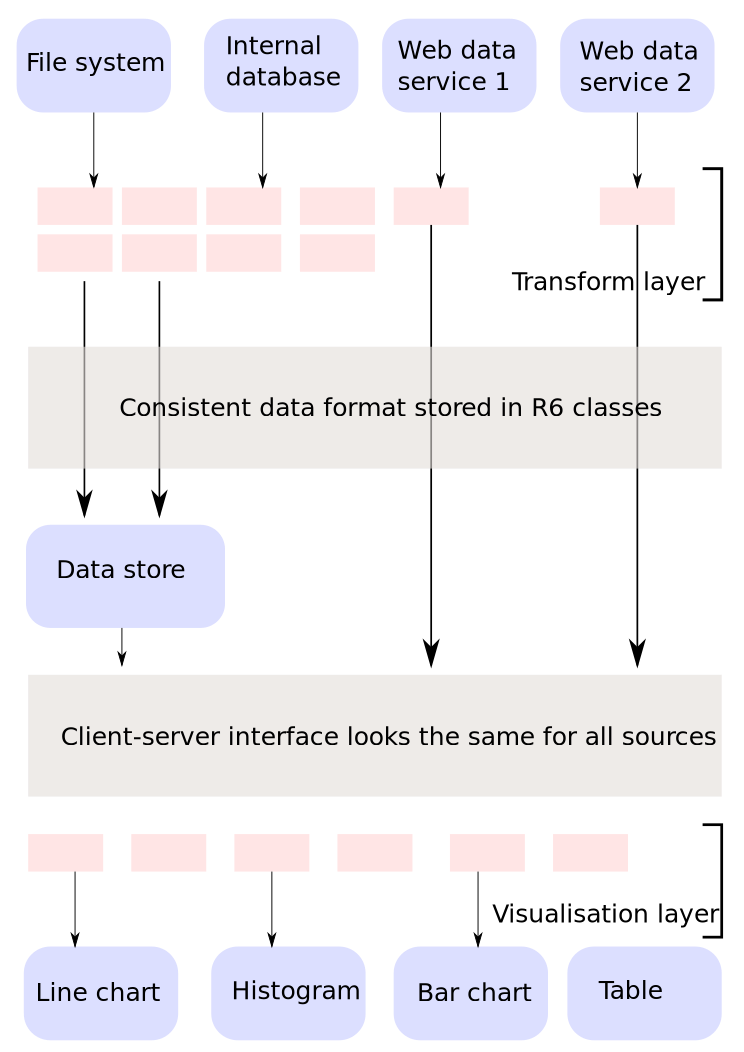 File system
Internal
database
Web data
service 1
Web data
service 2
Transform layer
Consistent data format stored in R6 classes
Data store
Client-server interface looks the same for all sources
Visualisation layer
Line chart
Histogram
Bar chart
Table